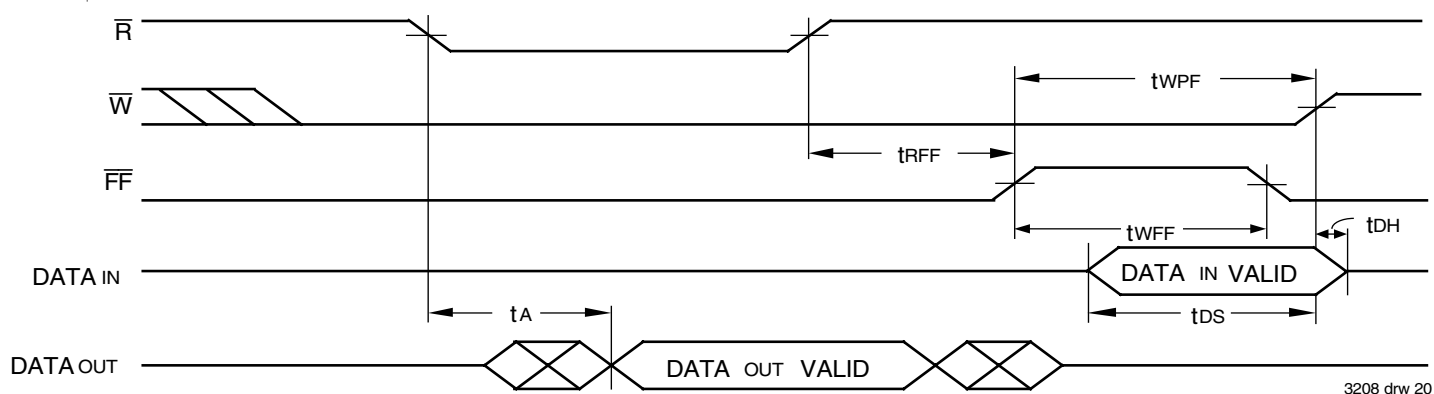 R
tWPF
W
tRFF
FF
tWFF
tDH
DATA IN
DATA IN VALID
tA
tDS
DATA OUT
DATA OUT VALID
3208 drw 20